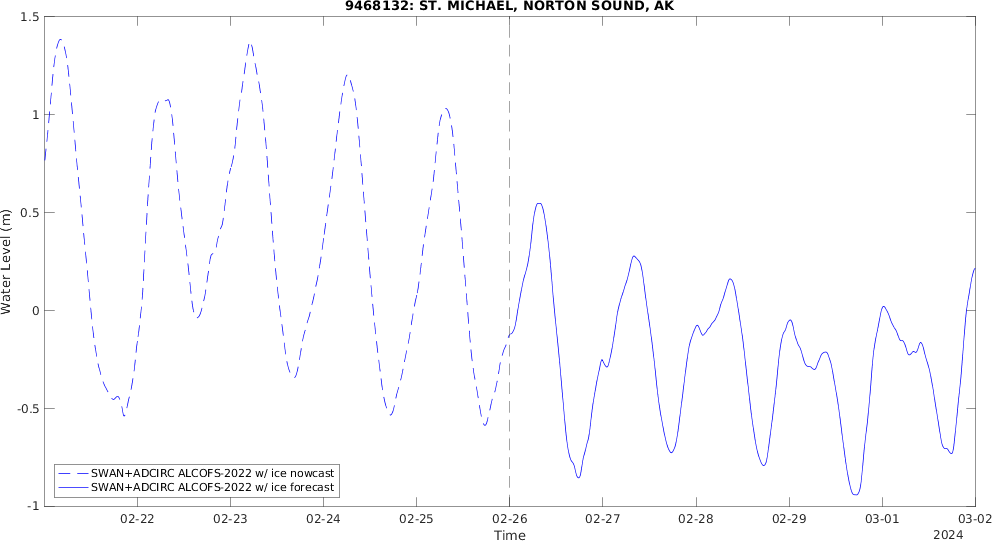 9468132: ST. MICHAEL, NORTON SOUND, AK
1.5
1
0.5
0
-0.5
-1
Water Level (m)
SWAN+ADCIRC ALCOFS-2022 w/ ice nowcast
SWAN+ADCIRC ALCOFS-2022 w/ ice forecast
02-22 02-23 02-24 02-25 02-26 02-27 02-28 02-29 03-01 03-02
Time
2024